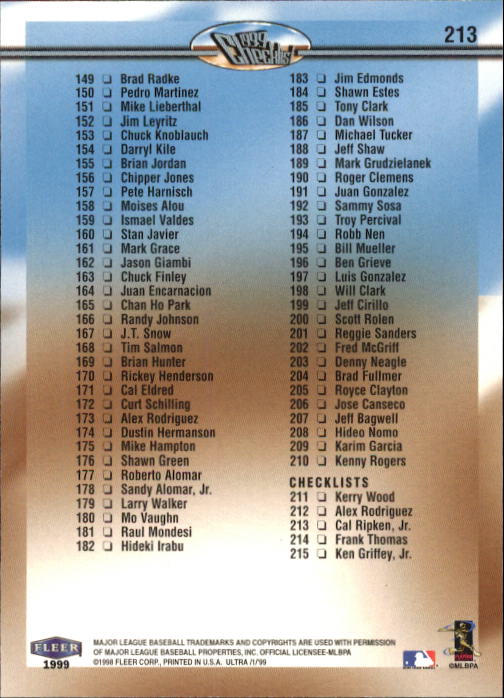 1999
Checklist
213
149 ❏ Brad Radke
150 ❏ Pedro Martinez
151 ❏ Mike Lieberthal
152 ❏ Jim Leyritz
153 ❏ Chuck Knoblauch
154 ❏ Darryl Kile
155 ❏ Brian Jordan
156 ❏ Chipper Jones
157 ❏ Pete Harnisch
158 ❏ Moises Alou
159 ❏ Ismael Valdes
160 ❏ Stan Javier
161 ❏ Mark Grace
162 ❏ Jason Giambi
163 ❏ Chuck Finley
164 ❏ Juan Encarnacion
165 ❏ Chan Ho Park
166 ❏ Randy Johnson
167 ❏ J.T. Snow
168 ❏ Tim Salmon
169 ❏ Brian Hunter
170 ❏ Rickey Henderson
171 ❏ Cal Eldred
172 ❏ Curt Schilling
173 ❏ Alex Rodriguez
174 ❏ Dustin Hermanson
175 ❏ Mike Hampton
176 ❏ Shawn Green
177 ❏ Roberto Alomar
178 ❏ Sandy Alomar, Jr.
179 ❏ Larry Walker
180 ❏ Mo Vaughn
181 ❏ Raul Mondesi
182 ❏ Hideki Irabu
183 ❏ Jim Edmonds
184 ❏ Shawn Estes
185 ❏ Tony Clark
186 ❏ Dan Wilson
187 ❏ Michael Tucker
188 ❏ Jeff Shaw
189 ❏ Mark Grudzielanek
190 ❏ Roger Clemens
191 ❏ Juan Gonzalez
192 ❏ Sammy Sosa
193 ❏ Troy Percival
194 ❏ Robb Nen
195 ❏ Bill Mueller
196 ❏ Ben Grieve
197 ❏ Luis Gonzalez
198 ❏ Will Clark
199 ❏ Jeff Cirillo
200 ❏ Scott Rolen
201 ❏ Reggie Sanders
202 ❏ Fred McGriff
203 ❏ Denny Neagle
204 ❏ Brad Fullmer
205 ❏ Royce Clayton
206 ❏ Jose Canseco
207 ❏ Jeff Bagwell
208 ❏ Hideo Nomo
209 ❏ Karim Garcia
210 ❏ Kenny Rogers
CHECKLISTS
211 ❏ Kerry Wood
212 ❏ Alex Rodriguez
213 ❏ Cal Ripken, Jr.
214 ❏ Frank Thomas
215 ❏ Ken Griffey, Jr.
FLEER
1999
MAJOR LEAGUE BASEBALL TRADEMARKS AND COPYRIGHTS ARE USED WITH PERMISSION
OF MAJOR LEAGUE BASEBALL PROPERTIES, INC. OFFICIAL LICENSEE-MLBPA
©1998 FLEER CORP., PRINTED IN U.S.A. ULTRA /1/'99
©MLBPA